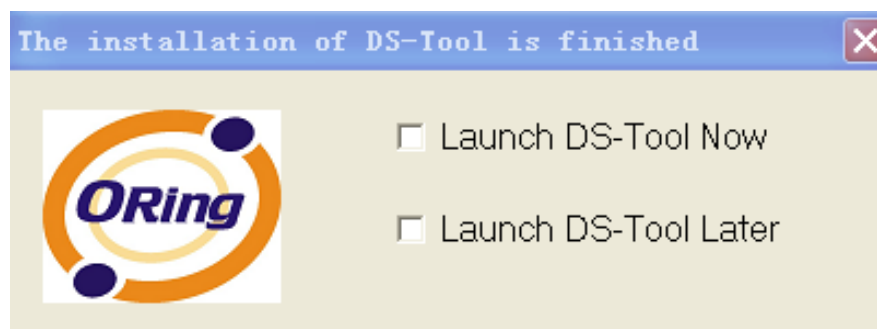 The installation of DS-Tool is finished
Launch DS-Tool Now
ORing
Launch DS-Tool Later